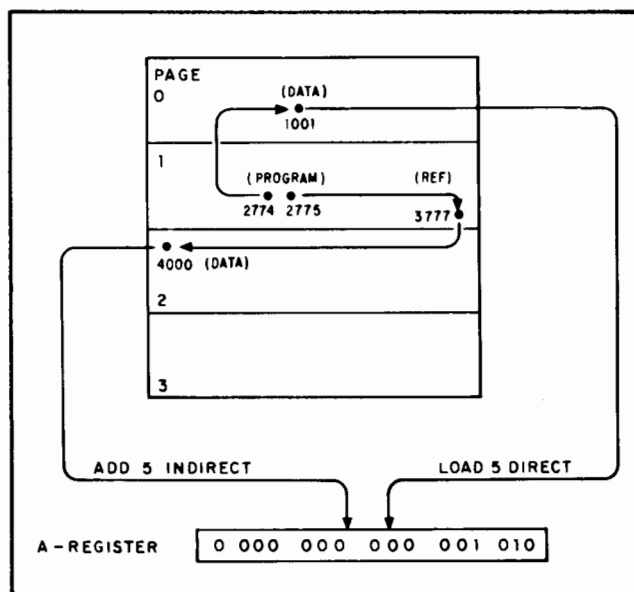 PAGE
0
(DATA)
1001
1
(PROGRAM)
(REF)
2774 2775
3777
4000 (DATA)
2
3
ADD 5 INDIRECT
LOAD 5 DIRECT
A-REGISTER
0 000 000 000 001 010